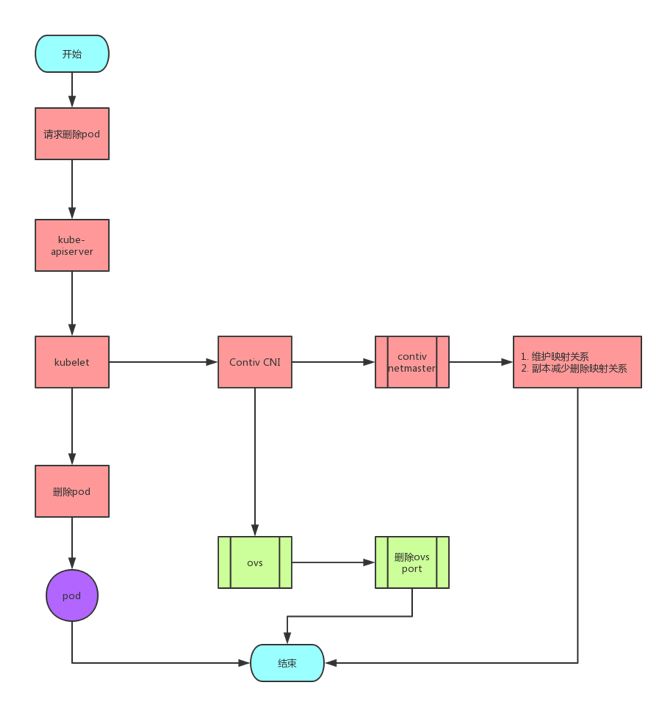 开始
请求删除pod
kube-
apiserver
kubelet
Contiv CNI
contiv
netmaster
1. 维护映射关系
2. 副本减少删除映射关系
删除pod
ovs
删除ovs
port
pod
结束